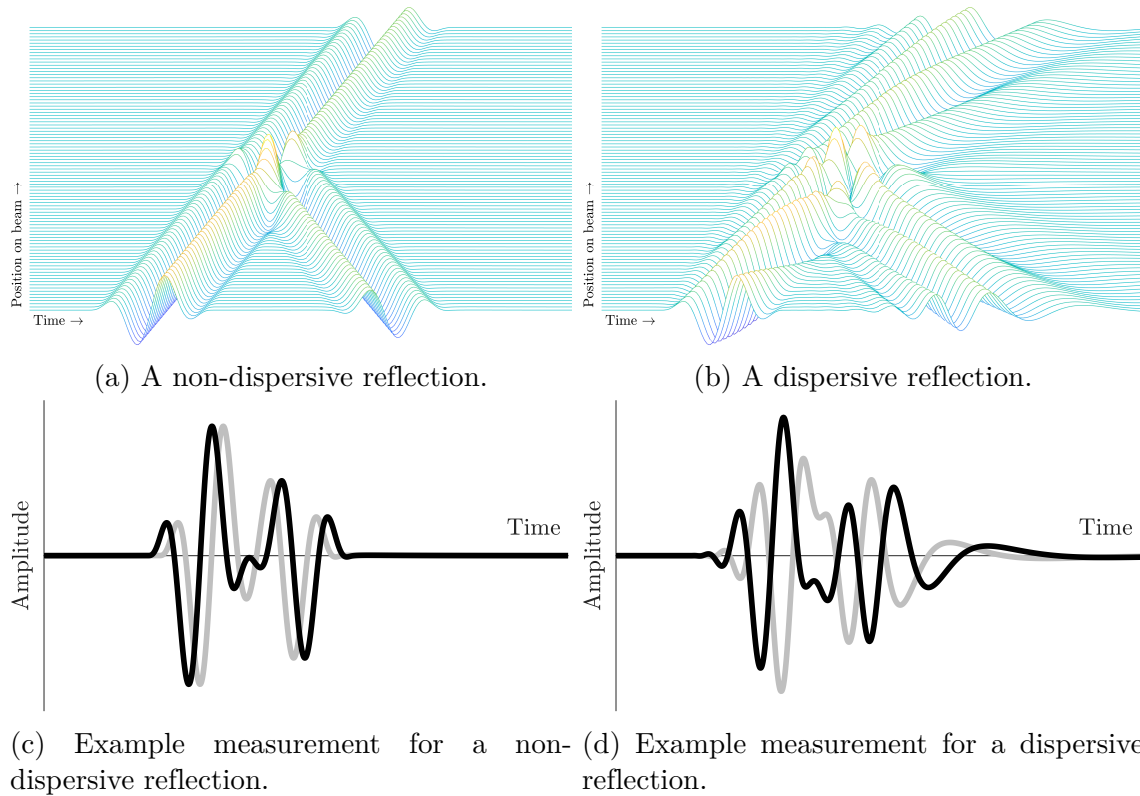 Position on beam →
Time →
(a) A non-dispersive reflection.
Position on beam →
Time →
(b) A dispersive reflection.
Amplitude
Time
(c) Example measurement for a non-
dispersive reflection.
Amplitude
Time
(d) Example measurement for a dispersive
reflection.